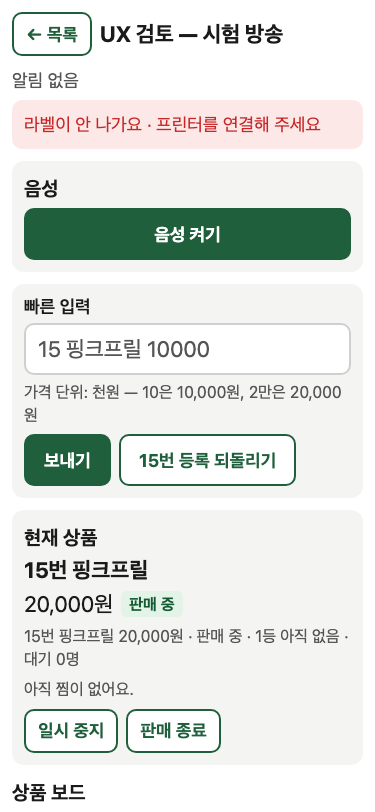 ← 목록 UX 검토 — 시험 방송
알림 없음
라벨이 안 나가요 · 프린터를 연결해 주세요
음성
음성 켜기
빠른 입력
15 핑크프릴 10000
가격 단위: 천원 — 10은 10,000원, 2만은 20,000
원
보내기 15번 등록 되돌리기
현재 상품
15번 핑크프릴
20,000원 판매 중
15번 핑크프릴 20,000원 · 판매 중 · 1등 아직 없음 ·
대기 0명
아직 찜이 없어요.
일시 중지 판매 종료
상품 보드